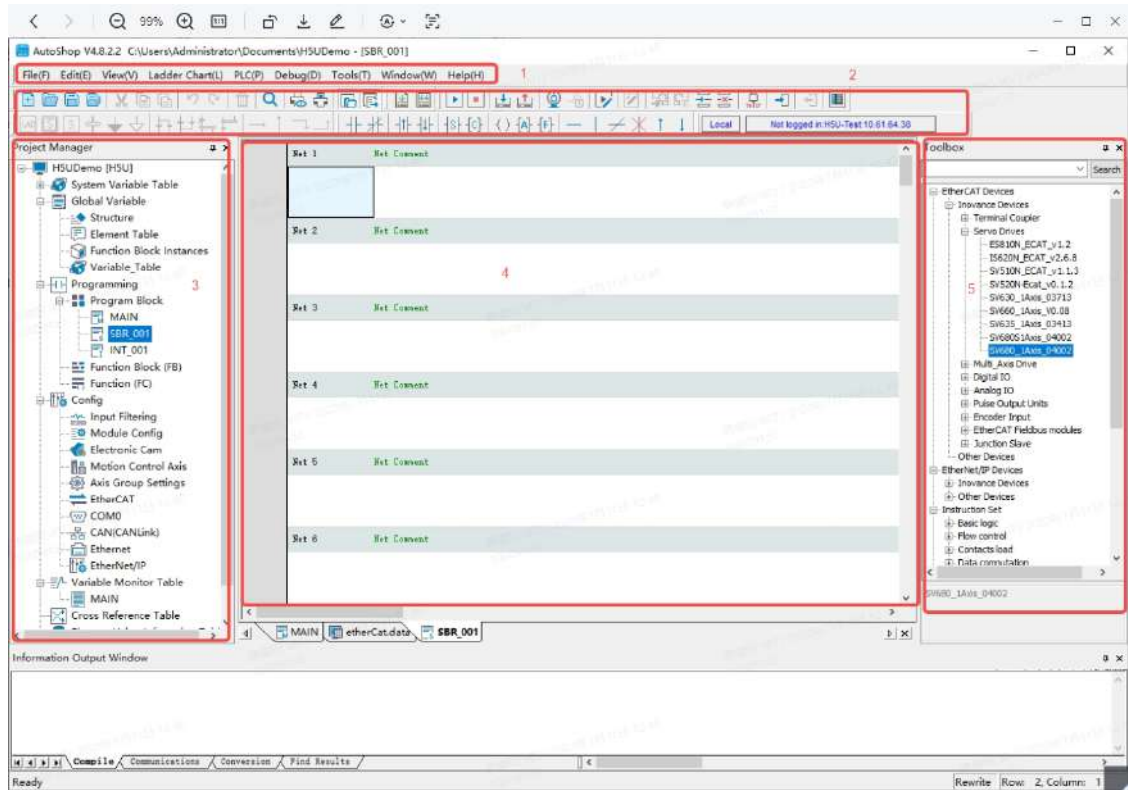 99%
AutoShop V4.8.2.2 C:\Users\Administrator\Documents\H5UDemo - [SBR_001]
File(F) Edit(E) View(V) Ladder Chart(L) PLC(P) Debug(D) Tools(T) Window(W) Help(H)
1
2
Local
Not logged in:H5U-Test 10.61.64.38
Project Manager
H5UDemo [H5U]
System Variable Table
Global Variable
Structure
Element Table
Function Block Instances
Variable_Table
Programming
3
Program Block
MAIN
SBR_001
INT_001
Function Block (FB)
Function (FC)
Config
Input Filtering
Module Config
Electronic Cam
Motion Control Axis
Axis Group Settings
EtherCAT
COM0
CAN(CANLink)
Ethernet
EtherNet/IP
Variable Monitor Table
MAIN
Cross Reference Table
Net 1 Net Comment
Net 2 Net Comment
4
Net 3 Net Comment
Net 4 Net Comment
Net 5 Net Comment
Net 6 Net Comment
MAIN
etherCat.data
SBR_001
Toolbox
Search
EtherCAT Devices
Inovance Devices
Terminal Coupler
Servo Drives
ES810N_ECAT_v1.2
IS620N_ECAT_v2.6.8
SV510N_ECAT_v1.1.3
5
SV520N-Ecat_v0.1.2
SV630_1Axis_03713
SV660_1Axis_V0.08
SV635_1Axis_03413
SV680S1Axis_04002
SV680_1Axis_04002
Multi_Axis Drive
Digital IO
Analog IO
Pulse Output Units
Encoder Input
EtherCAT Fieldbus modules
Junction Slave
Other Devices
EtherNet/IP Devices
Inovance Devices
Other Devices
Instruction Set
Basic logic
Flow control
Contacts load
Data commutation
SV680_1Axis_04002
Information Output Window
Compile
Communications
Conversion
Find Results
Ready
Rewrite
Row: 2, Column: 1